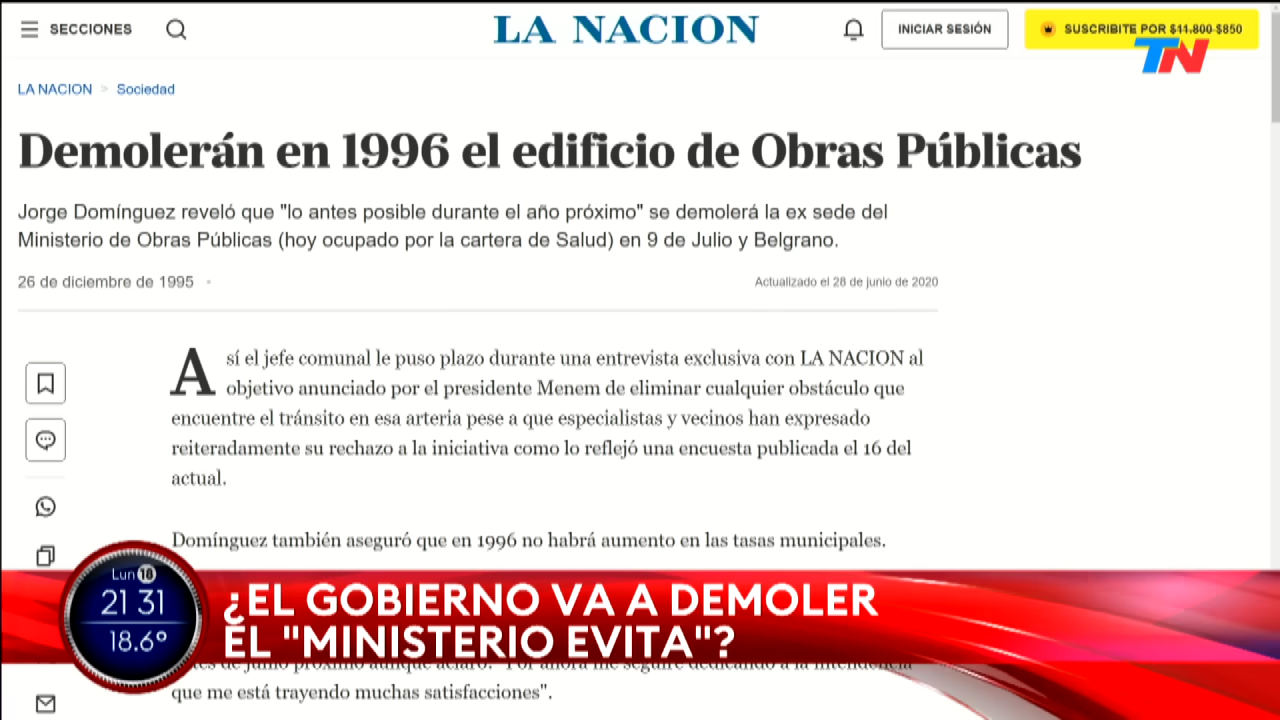 SECCIONES
LA NACION
INICIAR SESIÓN
SUSCRIBITE POR $11.800 $850
TN
LA NACION > Sociedad
Demolerán en 1996 el edificio de Obras Públicas
Jorge Domínguez reveló que "lo antes posible durante el año próximo" se demolerá la ex sede del
Ministerio de Obras Públicas (hoy ocupado por la cartera de Salud) en 9 de Julio y Belgrano.
26 de diciembre de 1995
Actualizado el 28 de junio de 2020
Así el jefe comunal le puso plazo durante una entrevista exclusiva con LA NACION al
objetivo anunciado por el presidente Menem de eliminar cualquier obstáculo que
encuentre el tránsito en esa arteria pese a que especialistas y vecinos han expresado
reiteradamente su rechazo a la iniciativa como lo reflejó una encuesta publicada el 16 del
actual.
Domínguez también aseguró que en 1996 no habrá aumento en las tasas municipales.
Lun 18
21 31
18.6º
¿EL GOBIERNO VA A DEMOLER
EL "MINISTERIO EVITA"?
que me está trayendo muchas satisfacciones".